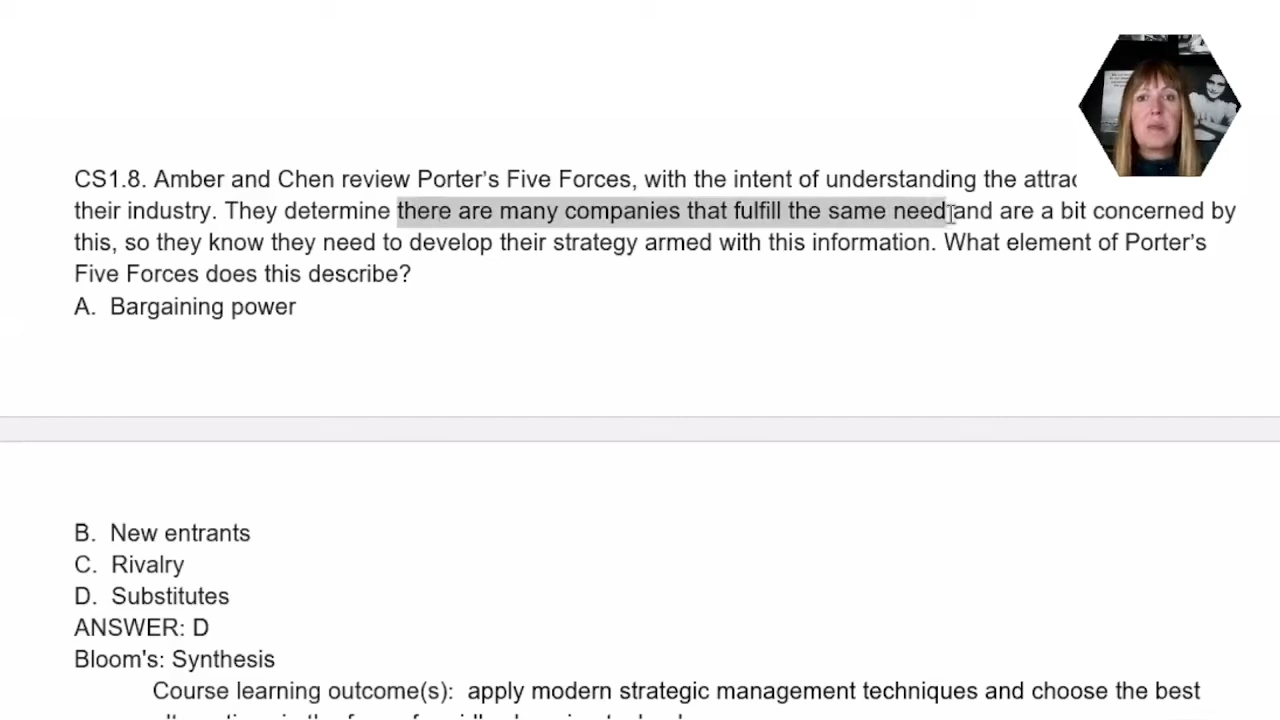 CS1.8. Amber and Chen review Porter's Five Forces, with the intent of understanding the
their industry. They determine there are many companies that fulfill the same need and are a bit concerned by
this, so they know they need to develop their strategy armed with this information. What element of Porter's
Five Forces does this describe?
A. Bargaining power
B. New entrants
C. Rivalry
D. Substitutes
ANSWER: D
Bloom's: Synthesis
Course learning outcome(s): apply modern strategic management techniques and choose the best